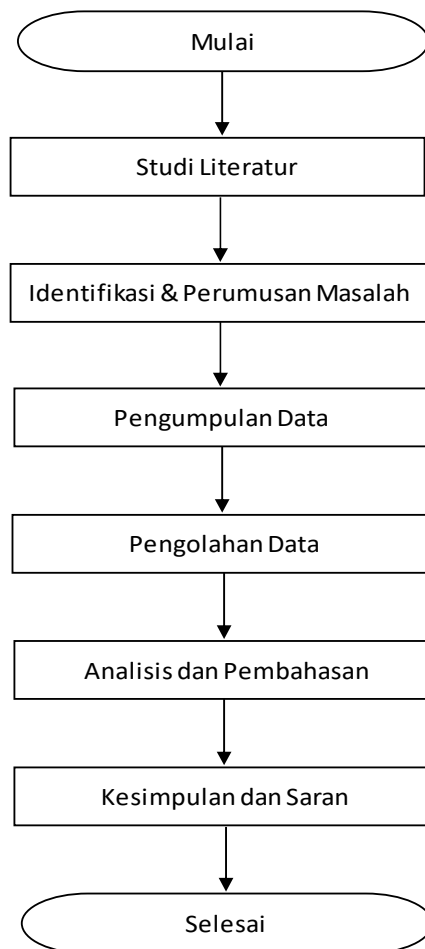 Mulai
Studi Literatur
Identifikasi & Perumusan Masalah
Pengumpulan Data
Pengolahan Data
Analisis dan Pembahasan
Kesimpulan dan Saran
Selesai